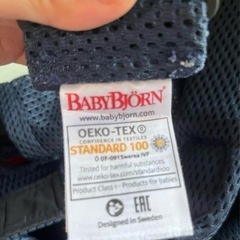 BABYBJÖRN
www.babybjorn.com
OEKO-TEX®
CONFIDENCE IN TEXTILES
STANDARD 100
Tested for harmful substances.
www.oeko-tex.com/standard100
Product Class I - Products for babies
EAC
Designed in Sweden